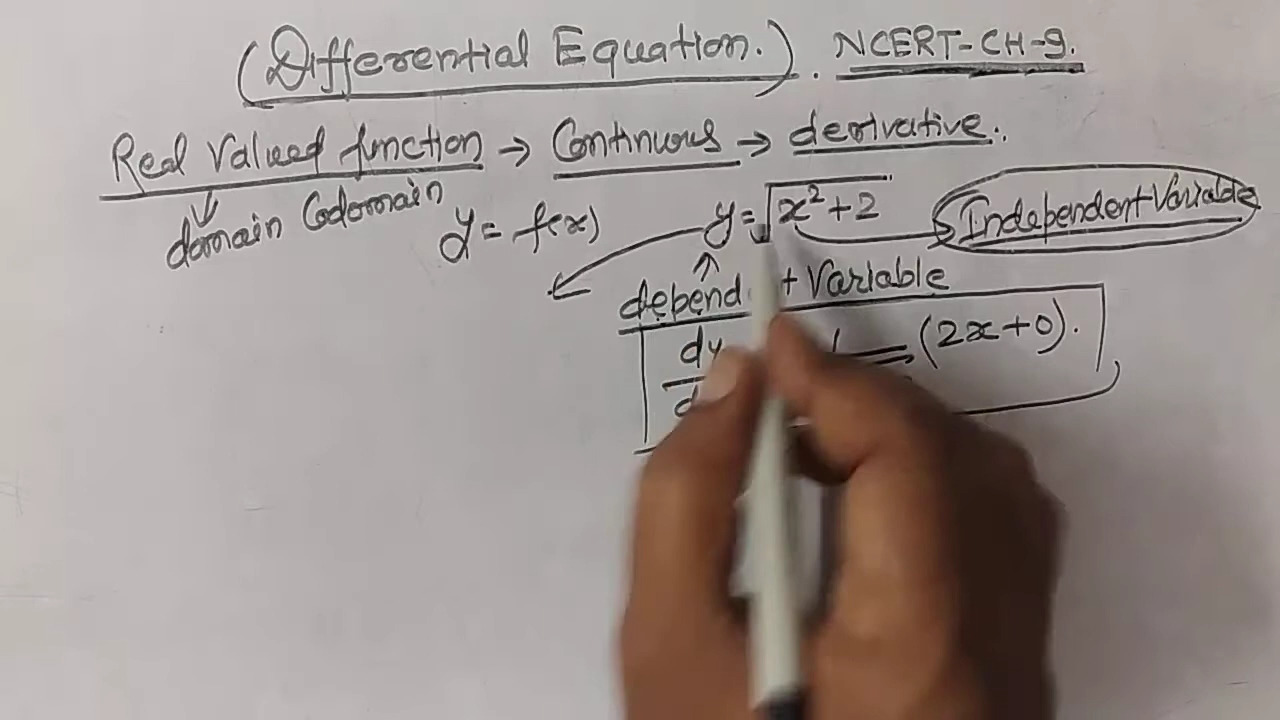 (Differential Equation.). NCERT-CH-9.
Real Valued function → Continuous → derivative.
domain Codomain y = f(x) y = √x²+2 Independent Variable
Variable
dy (2x+0).